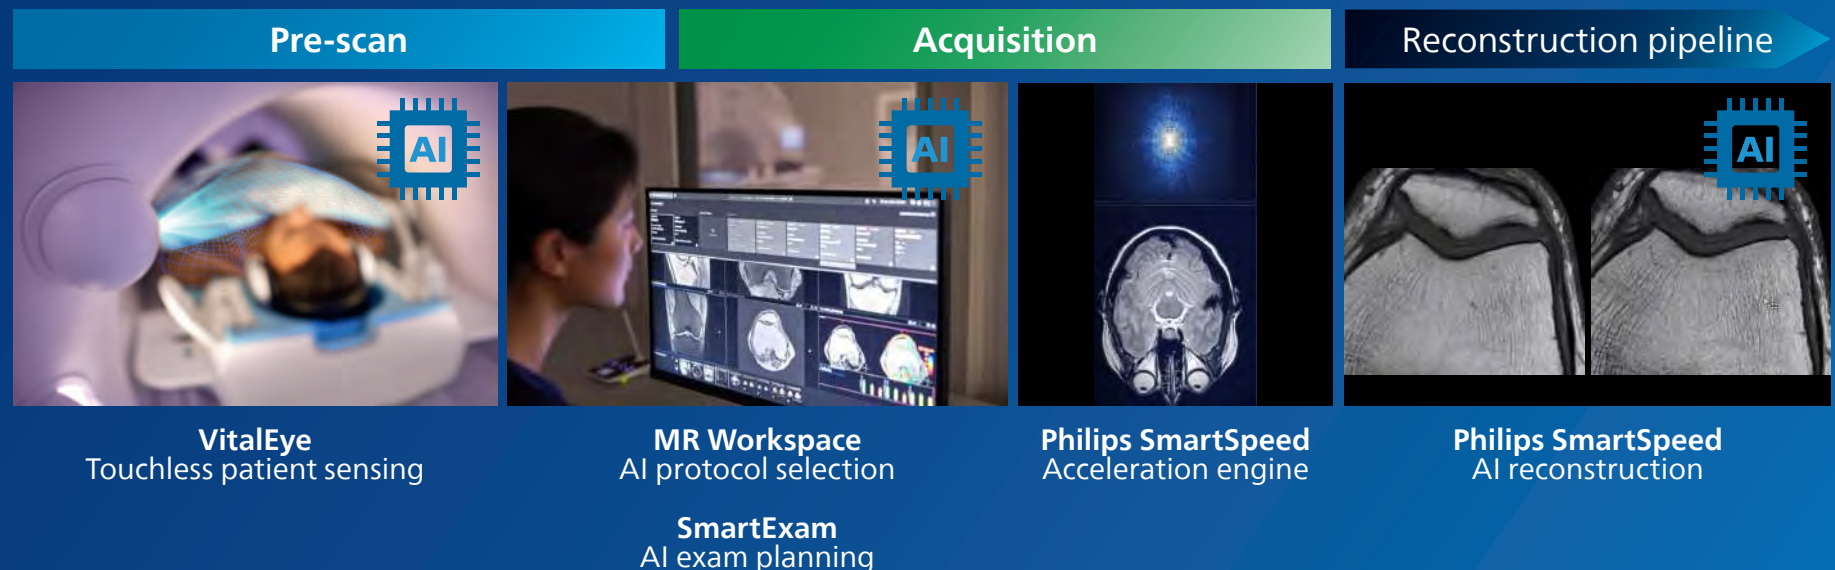 Pre-scan
Acquisition
Reconstruction pipeline
AI
AI
AI
VitalEye
Touchless patient sensing
MR Workspace
AI protocol selection
SmartExam
AI exam planning
Philips SmartSpeed
Acceleration engine
Philips SmartSpeed
AI reconstruction